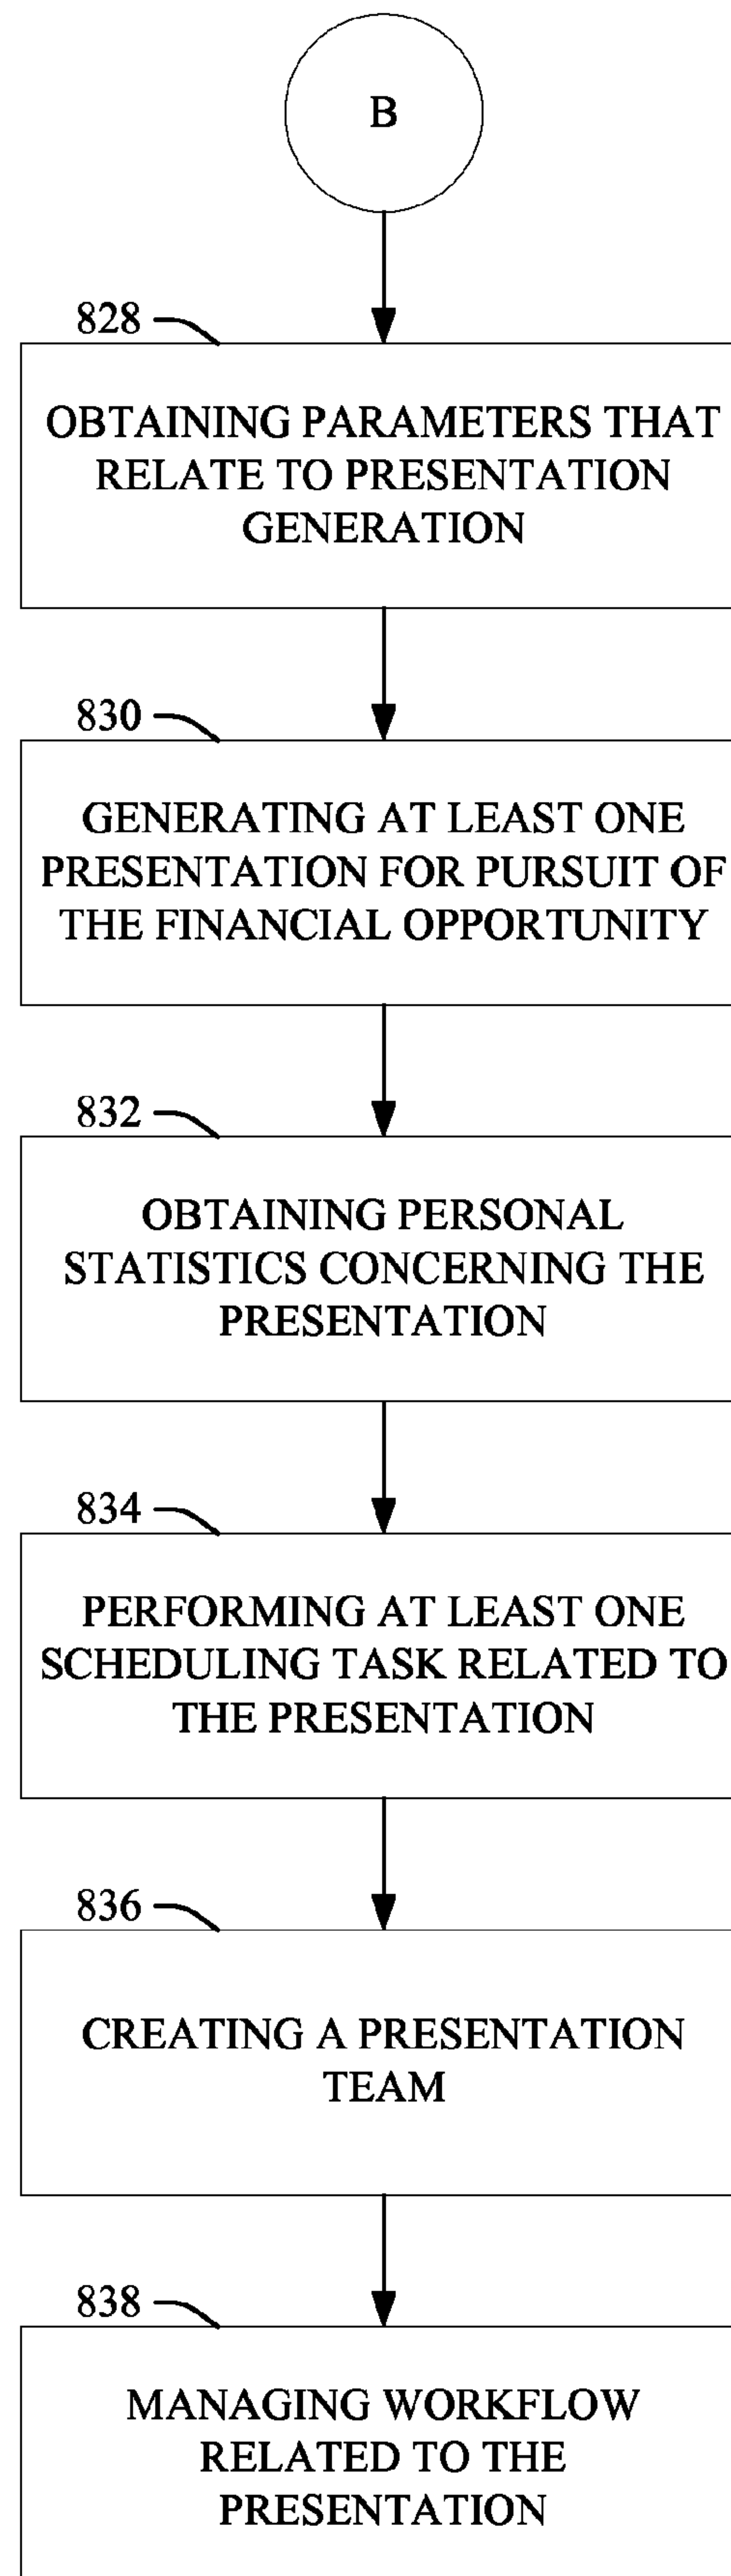 B
828
OBTAINING PARAMETERS THAT
RELATE TO PRESENTATION
GENERATION
830
GENERATING AT LEAST ONE
PRESENTATION FOR PURSUIT OF
THE FINANCIAL OPPORTUNITY
832
OBTAINING PERSONAL
STATISTICS CONCERNING THE
PRESENTATION
834
PERFORMING AT LEAST ONE
SCHEDULING TASK RELATED TO
THE PRESENTATION
836
CREATING A PRESENTATION
TEAM
838
MANAGING WORKFLOW
RELATED TO THE
PRESENTATION